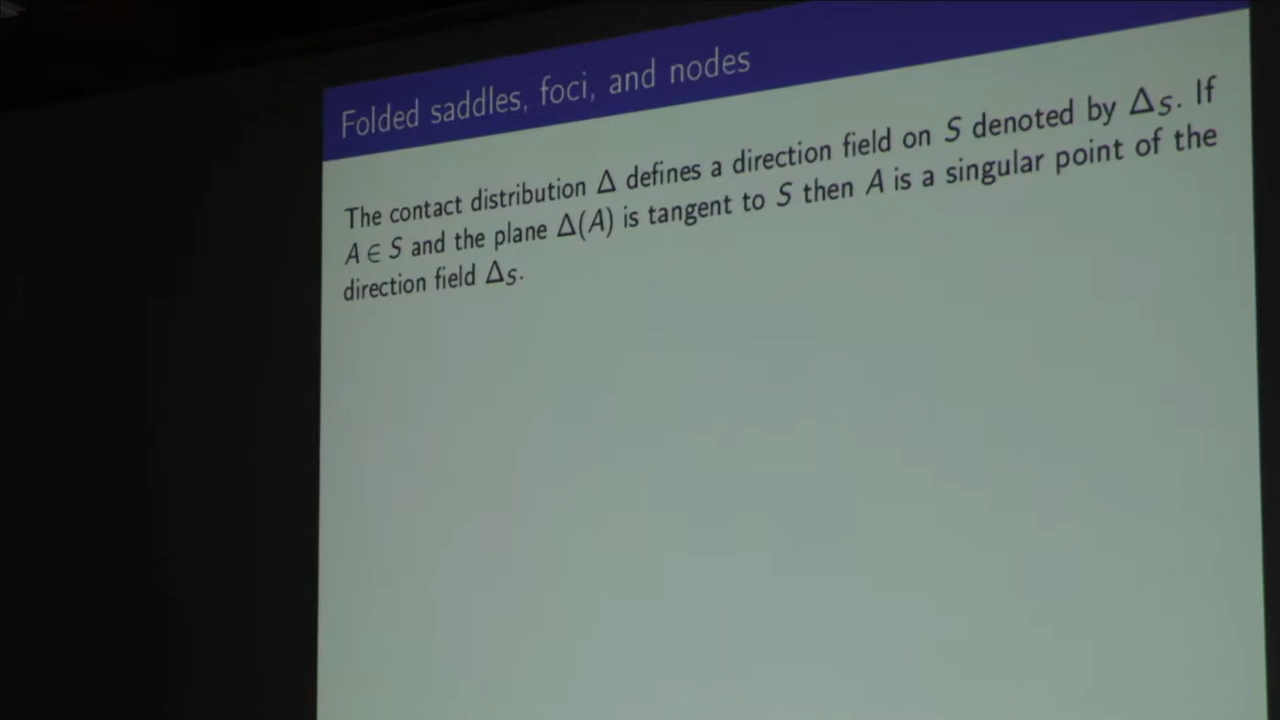 Folded saddles, foci, and nodes
The contact distribution Δ defines a direction field on S denoted by Δ_S. If
A ∈ S and the plane Δ(A) is tangent to S then A is a singular point of the
direction field Δ_S.